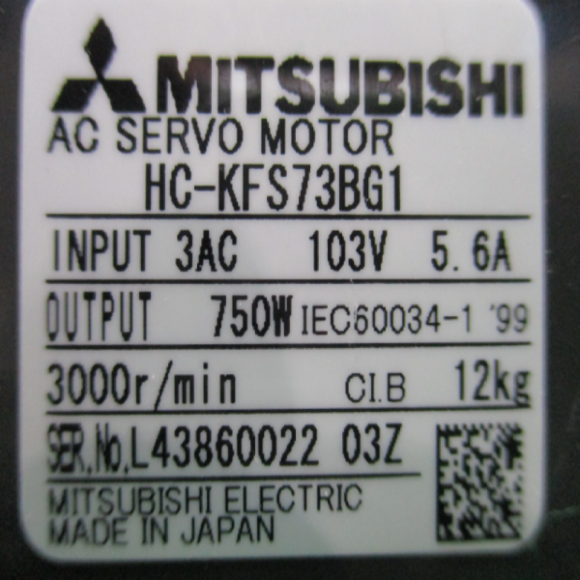 MITSUBISHI
AC SERVO MOTOR
HC-KFS73BG1
INPUT 3AC 103V 5.6A
OUTPUT 750W IEC60034-1 '99
3000r/min CI.B 12kg
SER.No.L43860022 03Z
MITSUBISHI ELECTRIC
MADE IN JAPAN